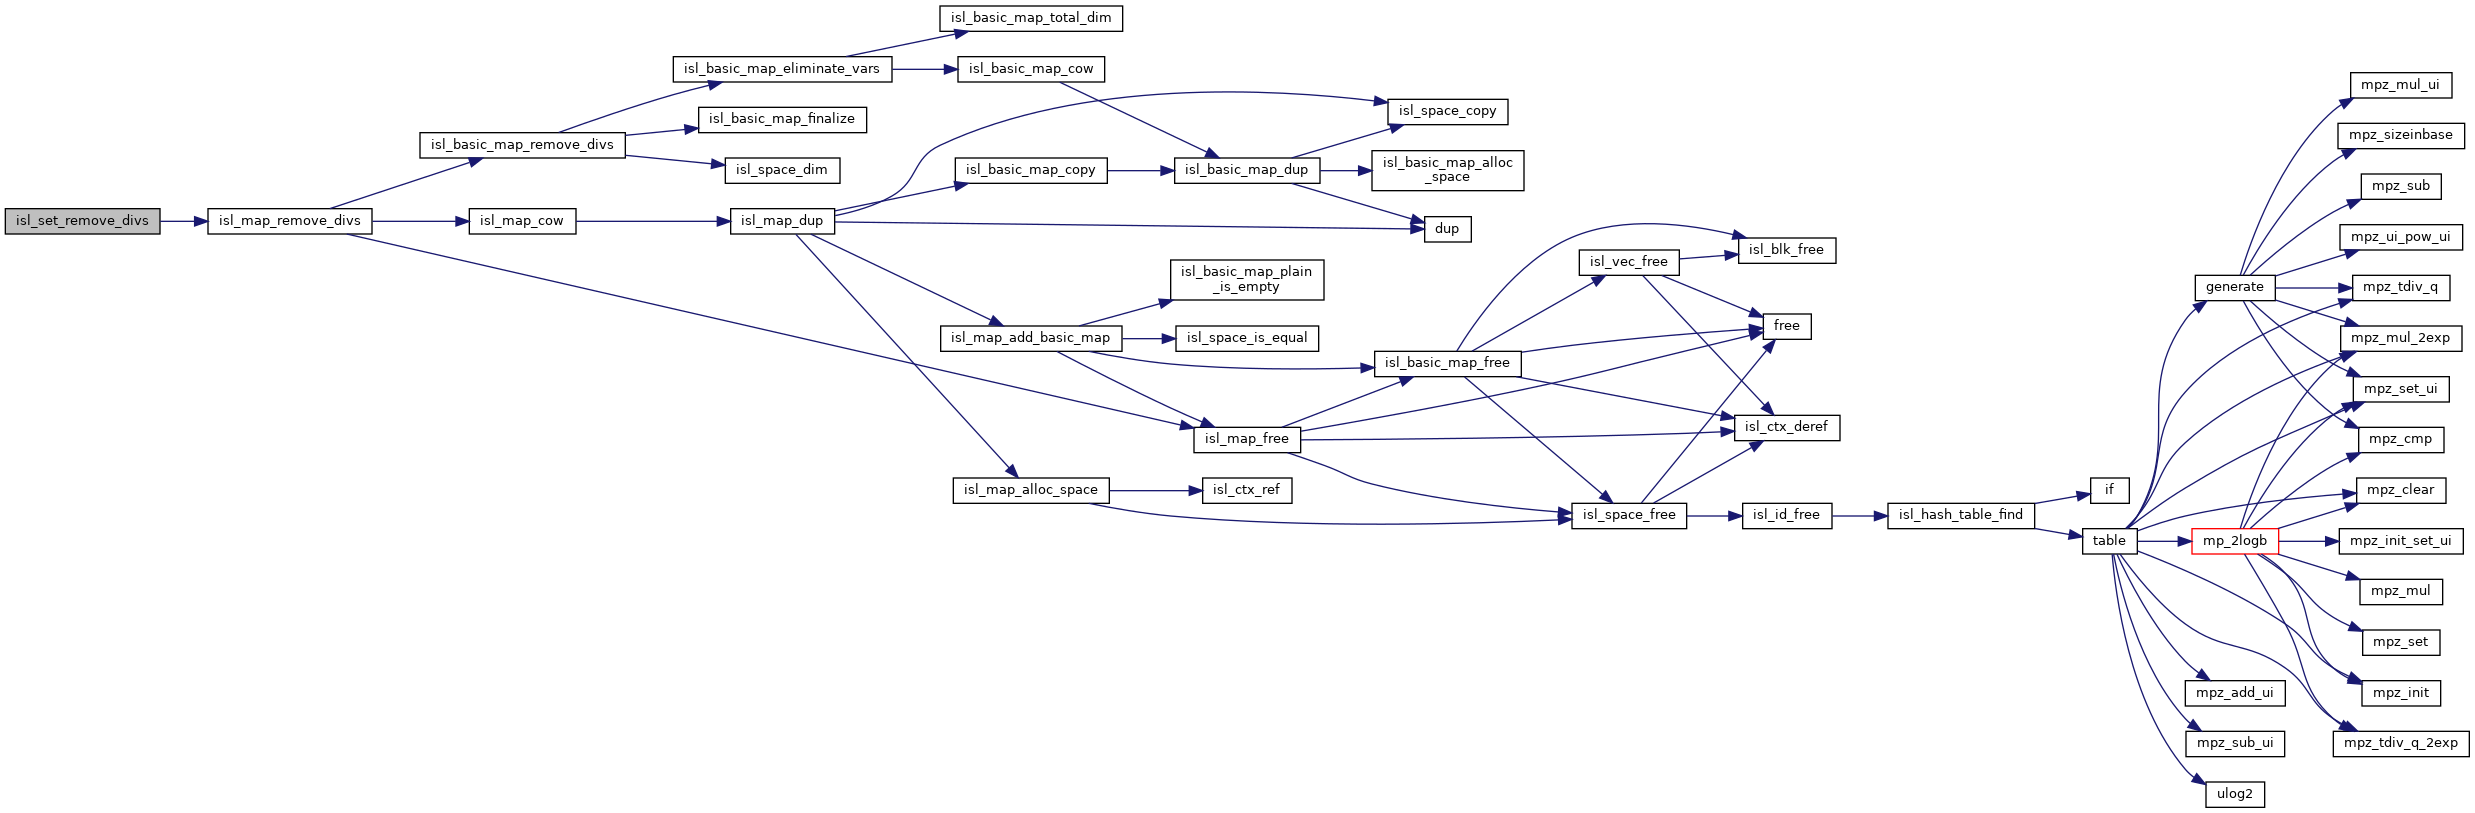 isl_set_remove_divs
isl_map_remove_divs
isl_basic_map_remove_divs
isl_map_cow
isl_basic_map_eliminate_vars
isl_basic_map_finalize
isl_space_dim
isl_map_dup
isl_basic_map_total_dim
isl_basic_map_cow
isl_basic_map_copy
isl_map_add_basic_map
isl_map_alloc_space
isl_basic_map_dup
isl_basic_map_plain
_is_empty
isl_space_is_equal
isl_map_free
isl_ctx_ref
isl_space_copy
isl_basic_map_alloc
_space
dup
isl_basic_map_free
isl_vec_free
isl_space_free
isl_blk_free
free
isl_ctx_deref
isl_id_free
isl_hash_table_find
if
table
generate
mp_2logb
mpz_add_ui
mpz_sub_ui
ulog2
mpz_mul_ui
mpz_sizeinbase
mpz_sub
mpz_ui_pow_ui
mpz_tdiv_q
mpz_mul_2exp
mpz_set_ui
mpz_cmp
mpz_clear
mpz_init_set_ui
mpz_mul
mpz_set
mpz_init
mpz_tdiv_q_2exp